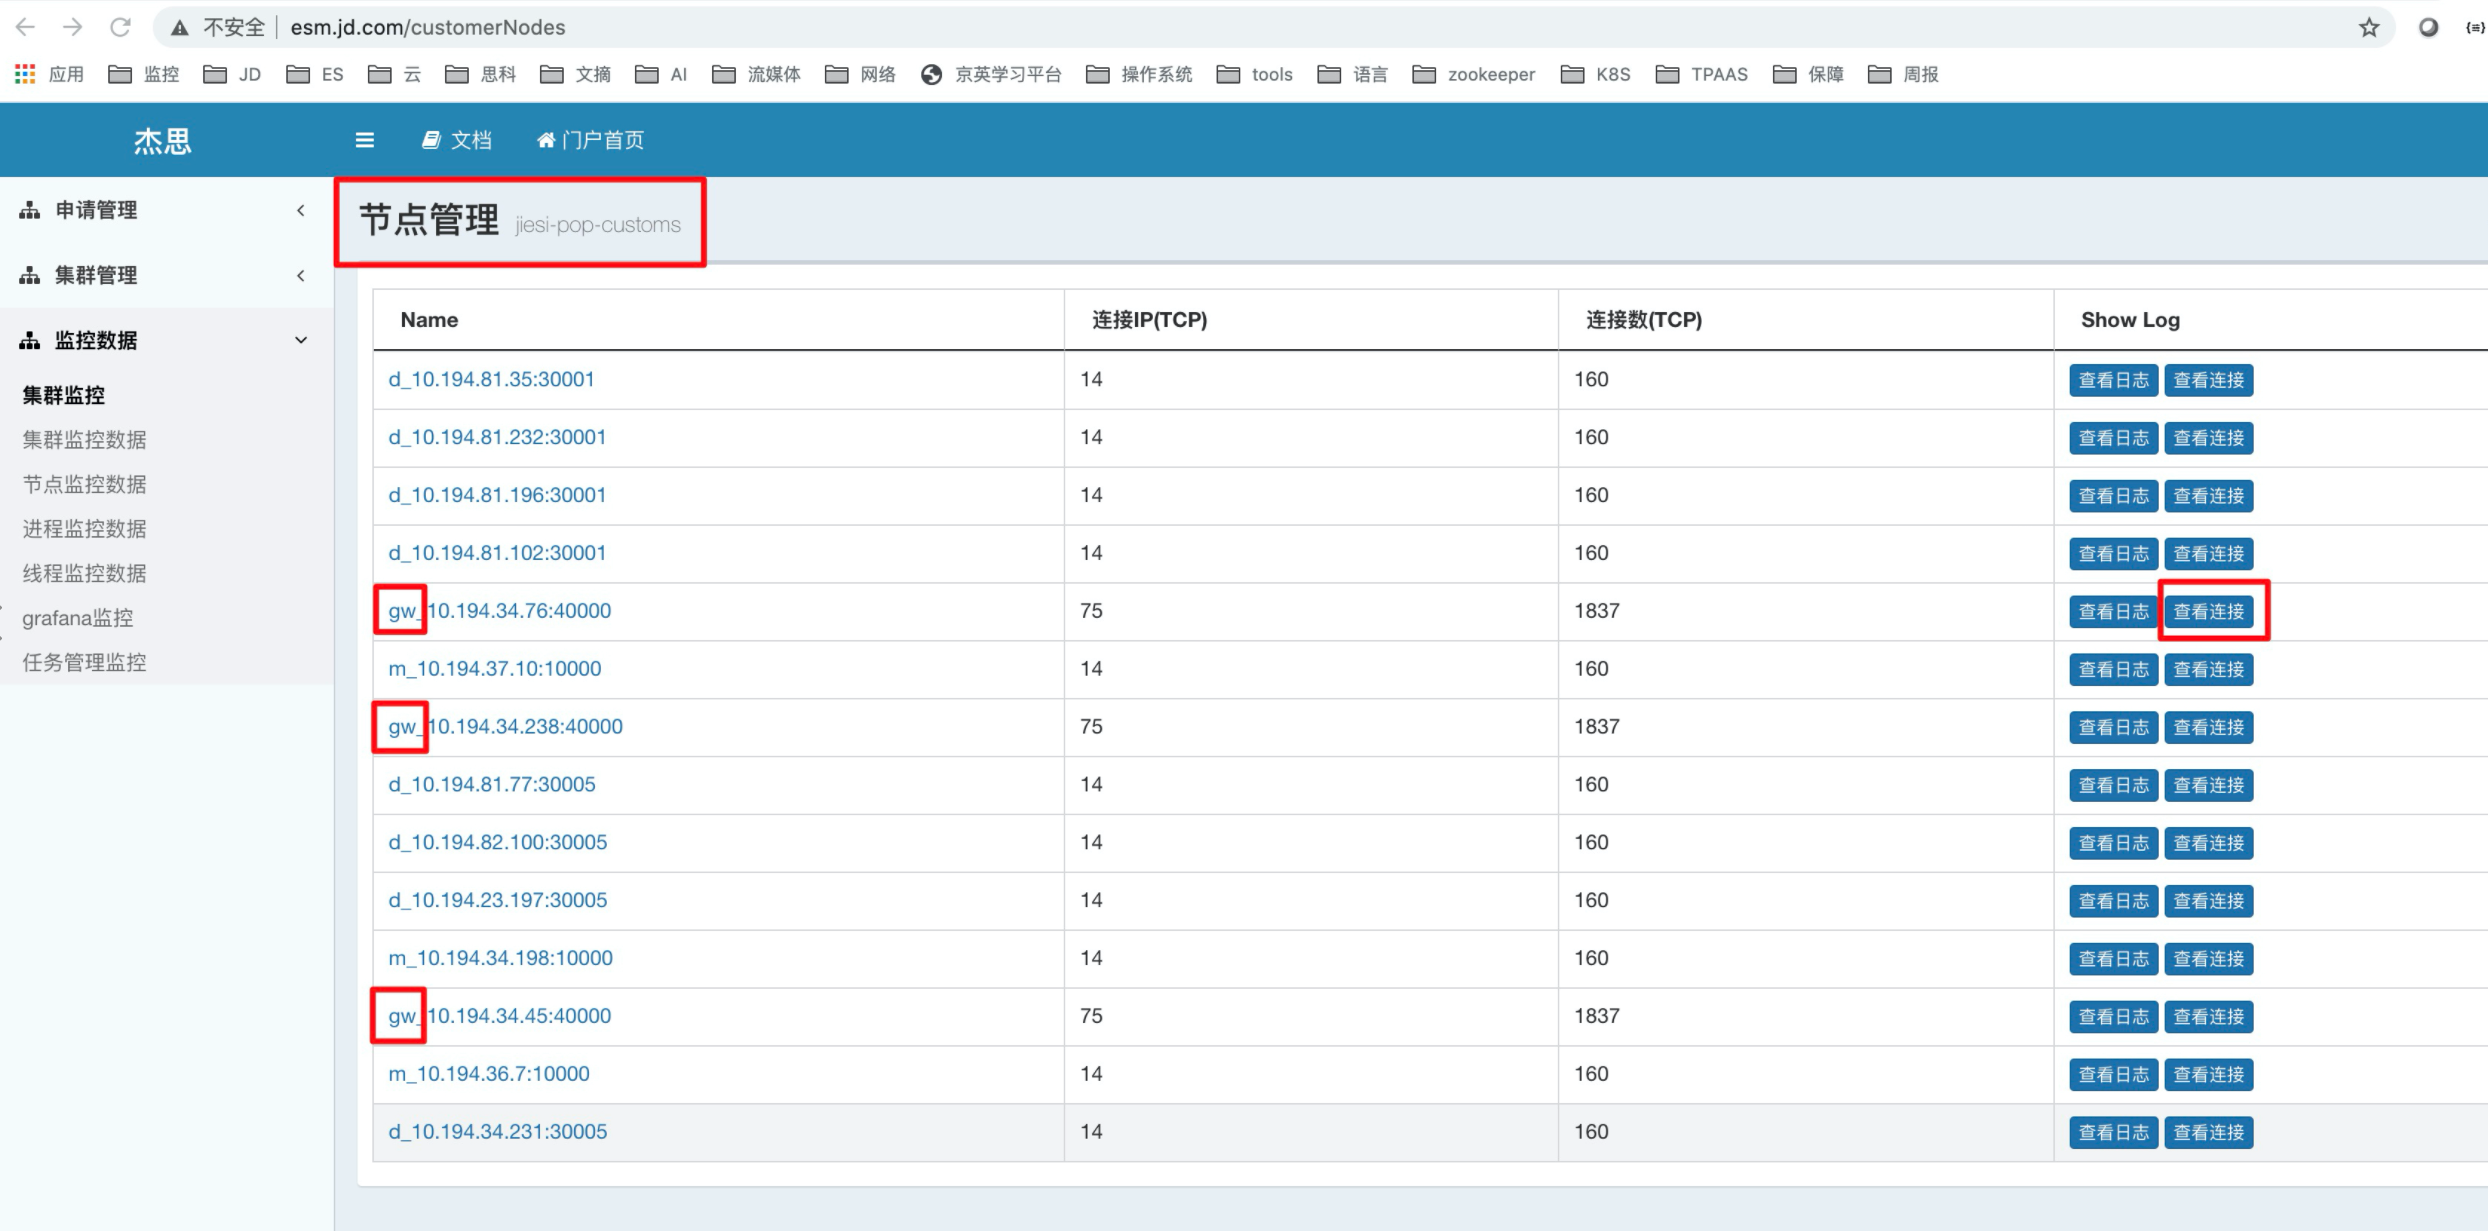 不安全 esm.jd.com/customerNodes
应用 监控 JD ES 云 思科 文摘 AI 流媒体 网络 京英学习平台 操作系统 tools 语言 zookeeper K8S TPAAS 保障 周报
杰思 文档 门户首页
申请管理
集群管理
监控数据
集群监控
集群监控数据
节点监控数据
进程监控数据
线程监控数据
grafana监控
任务管理监控
节点管理 jiesi-pop-customs
Name 连接IP(TCP) 连接数(TCP) Show Log
d_10.194.81.35:30001 14 160 查看日志 查看连接
d_10.194.81.232:30001 14 160 查看日志 查看连接
d_10.194.81.196:30001 14 160 查看日志 查看连接
d_10.194.81.102:30001 14 160 查看日志 查看连接
gw_10.194.34.76:40000 75 1837 查看日志 查看连接
m_10.194.37.10:10000 14 160 查看日志 查看连接
gw_10.194.34.238:40000 75 1837 查看日志 查看连接
d_10.194.81.77:30005 14 160 查看日志 查看连接
d_10.194.82.100:30005 14 160 查看日志 查看连接
d_10.194.23.197:30005 14 160 查看日志 查看连接
m_10.194.34.198:10000 14 160 查看日志 查看连接
gw_10.194.34.45:40000 75 1837 查看日志 查看连接
m_10.194.36.7:10000 14 160 查看日志 查看连接
d_10.194.34.231:30005 14 160 查看日志 查看连接